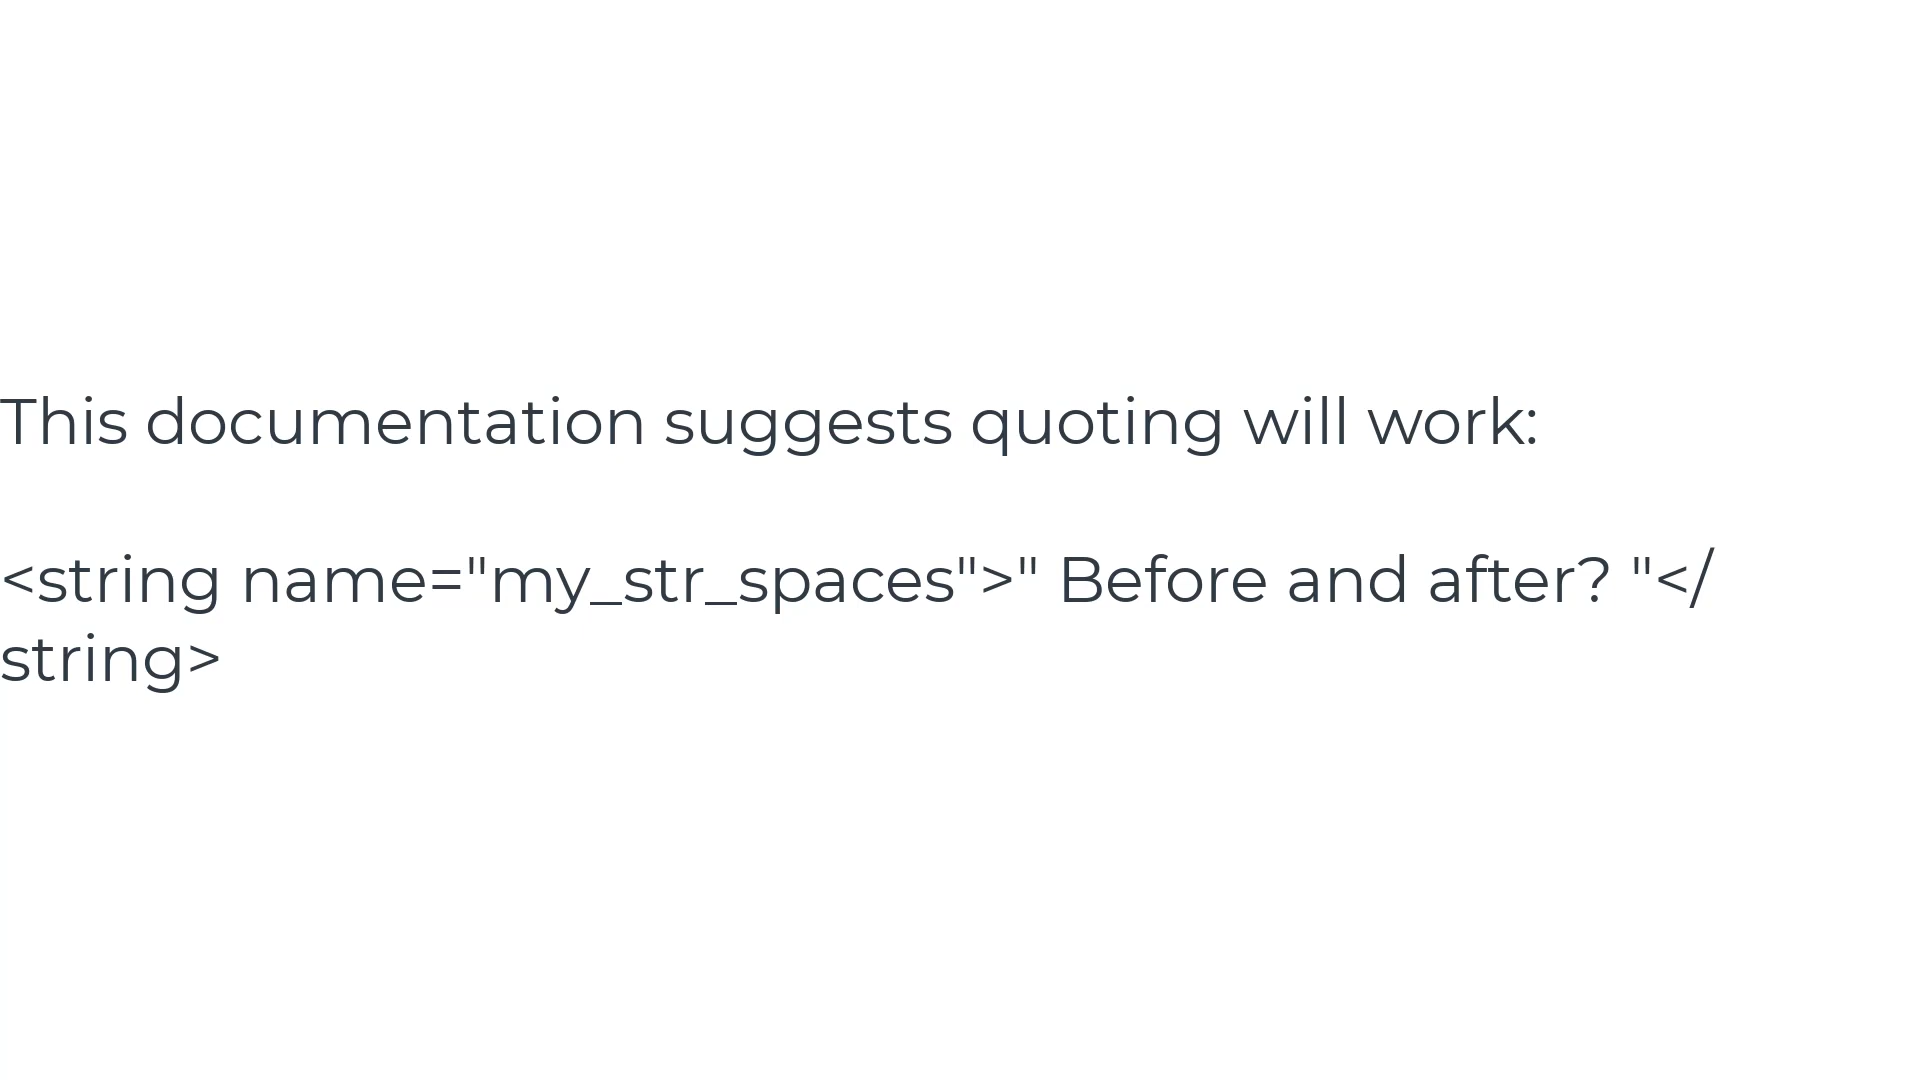 This documentation suggests quoting will work:
<string name="my_str_spaces">" Before and after? "</
string>